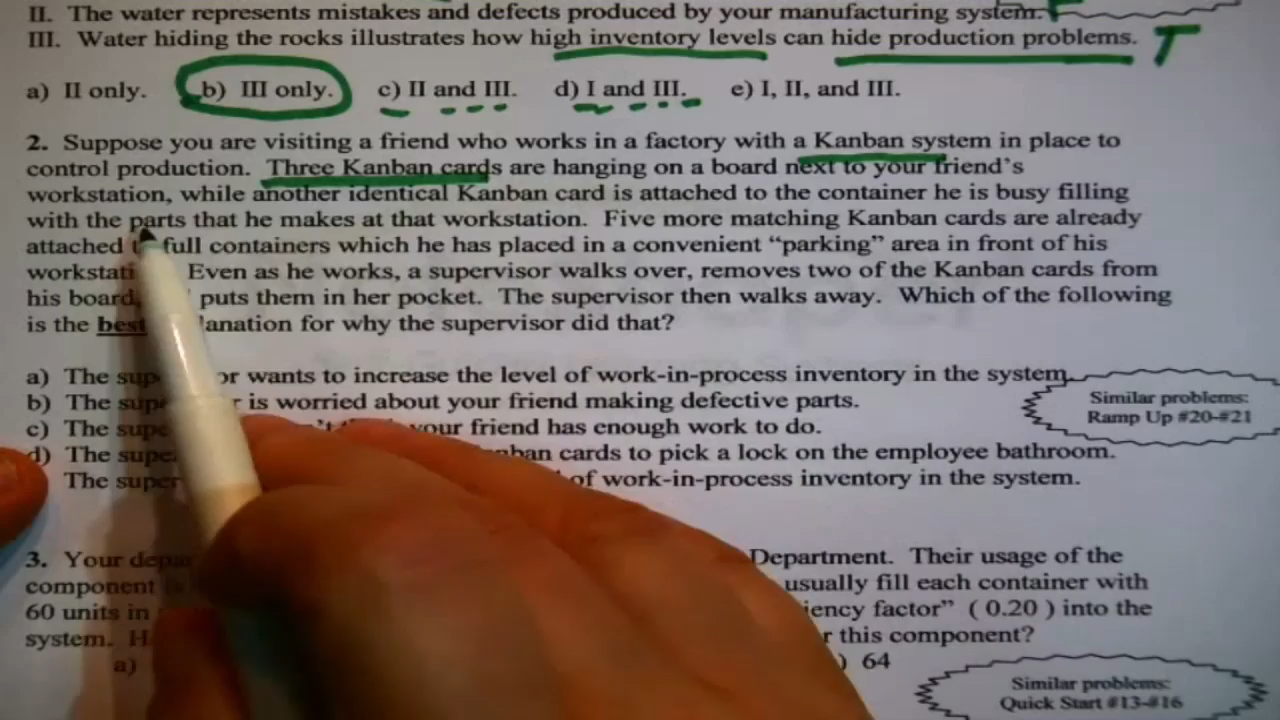 II. The water represents mistakes and defects produced by your manufacturing system.
III. Water hiding the rocks illustrates how high inventory levels can hide production problems. T
a) II only. b) III only. c) II and III. d) I and III. e) I, II, and III.
2. Suppose you are visiting a friend who works in a factory with a Kanban system in place to
control production. Three Kanban cards are hanging on a board next to your friend's
workstation, while another identical Kanban card is attached to the container he is busy filling
with the parts that he makes at that workstation. Five more matching Kanban cards are already
attached full containers which he has placed in a convenient "parking" area in front of his
Even as he works, a supervisor walks over, removes two of the Kanban cards from
his board, puts them in her pocket. The supervisor then walks away. Which of the following
is the best for why the supervisor did that?
a) The wants to increase the level of work-in-process inventory in the system.
b) The is worried about your friend making defective parts.
c) The your friend has enough work to do.
d) The cards to pick a lock on the employee bathroom.
The of work-in-process inventory in the system.
Similar problems:
Ramp Up #20-#21
3. Your Department. Their usage of the
component usually fill each container with
60 units in factor" ( 0.20 ) into the
system. this component?
a) 64
Similar problems:
Quick Start #13-#16